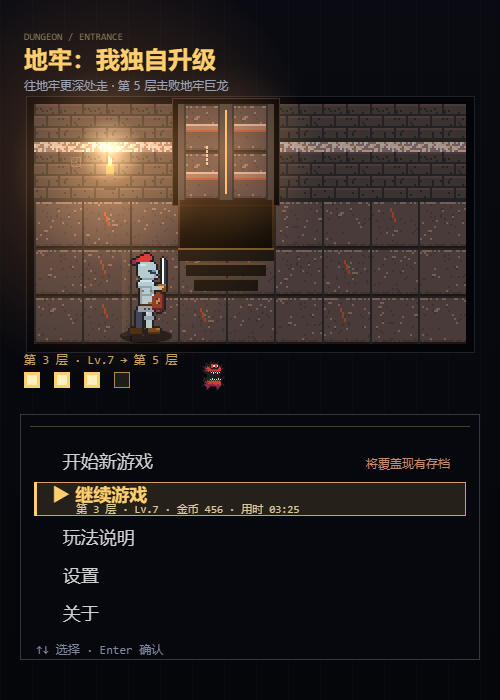 DUNGEON / ENTRANCE
地牢：我独自升级
往地牢更深处走 · 第 5 层击败地牢巨龙
第 3 层 · Lv.7 → 第 5 层
开始新游戏 将覆盖现有存档
▶ 继续游戏
第 3 层 · Lv.7 · 金币 456 · 用时 03:25
玩法说明
设置
关于
↑↓ 选择 · Enter 确认